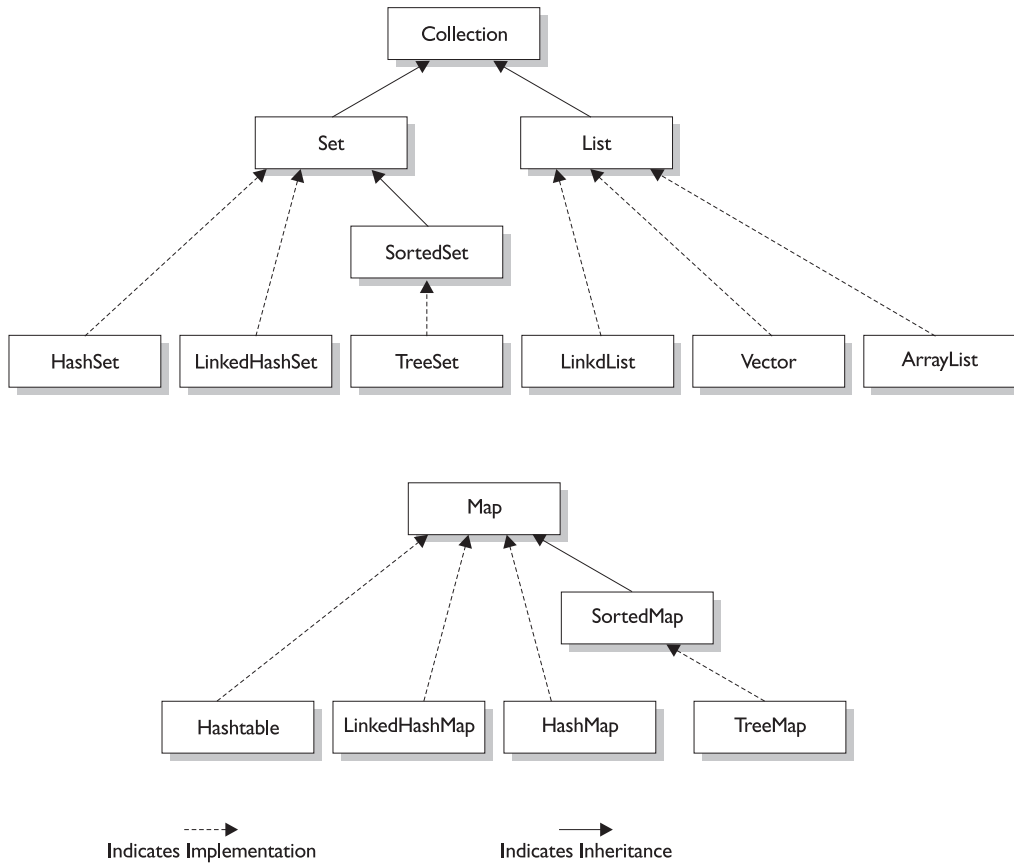 Collection
Set
List
SortedSet
HashSet
LinkedHashSet
TreeSet
LinkdList
Vector
ArrayList
Map
SortedMap
Hashtable
LinkedHashMap
HashMap
TreeMap
Indicates Implementation
Indicates Inheritance